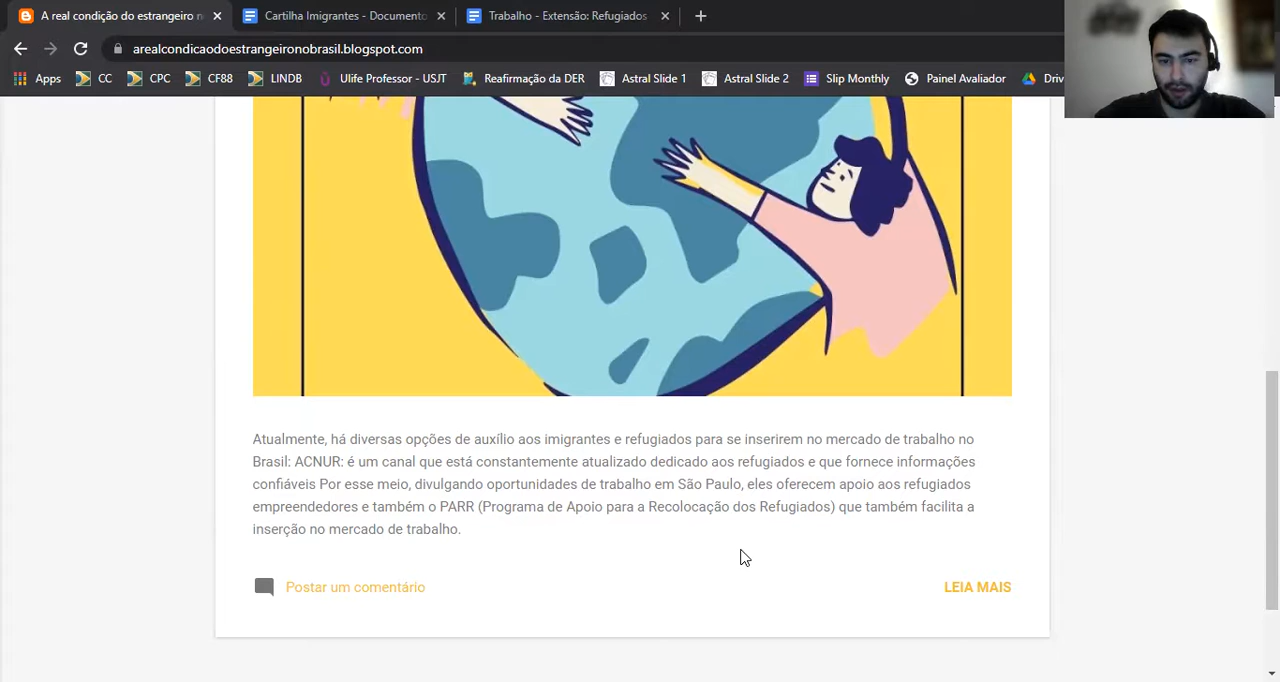 A real condição do estrangeiro n
Cartilha Imigrantes - Documento
Trabalho - Extensão: Refugiados
arealcondicaodoestrangeironobrasil.blogspot.com
Apps
CC
CPC
CF88
LINDB
Ulife Professor - USJT
Reafirmação da DER
Astral Slide 1
Astral Slide 2
Slip Monthly
Painel Avaliador
Driv
Atualmente, há diversas opções de auxílio aos imigrantes e refugiados para se inserirem no mercado de trabalho no
Brasil: ACNUR: é um canal que está constantemente atualizado dedicado aos refugiados e que fornece informações
confiáveis Por esse meio, divulgando oportunidades de trabalho em São Paulo, eles oferecem apoio aos refugiados
empreendedores e também o PARR (Programa de Apoio para a Recolocação dos Refugiados) que também facilita a
inserção no mercado de trabalho.
Postar um comentário
LEIA MAIS